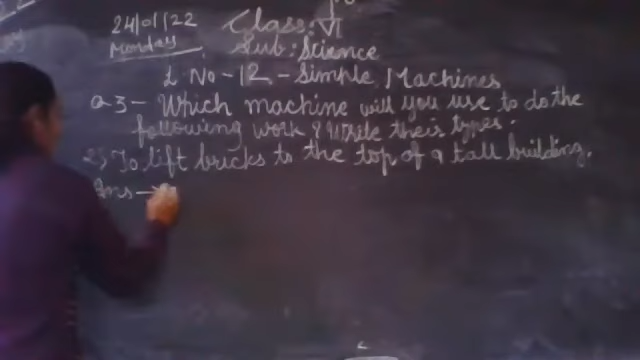 24/01/22 Class: VI
Monday Sub: Science
L No - 12 - Simple Machines
Q.3 - Which machine will you use to do the
following work & write their types.
2) To lift bricks to the top of a tall building.
Ans →